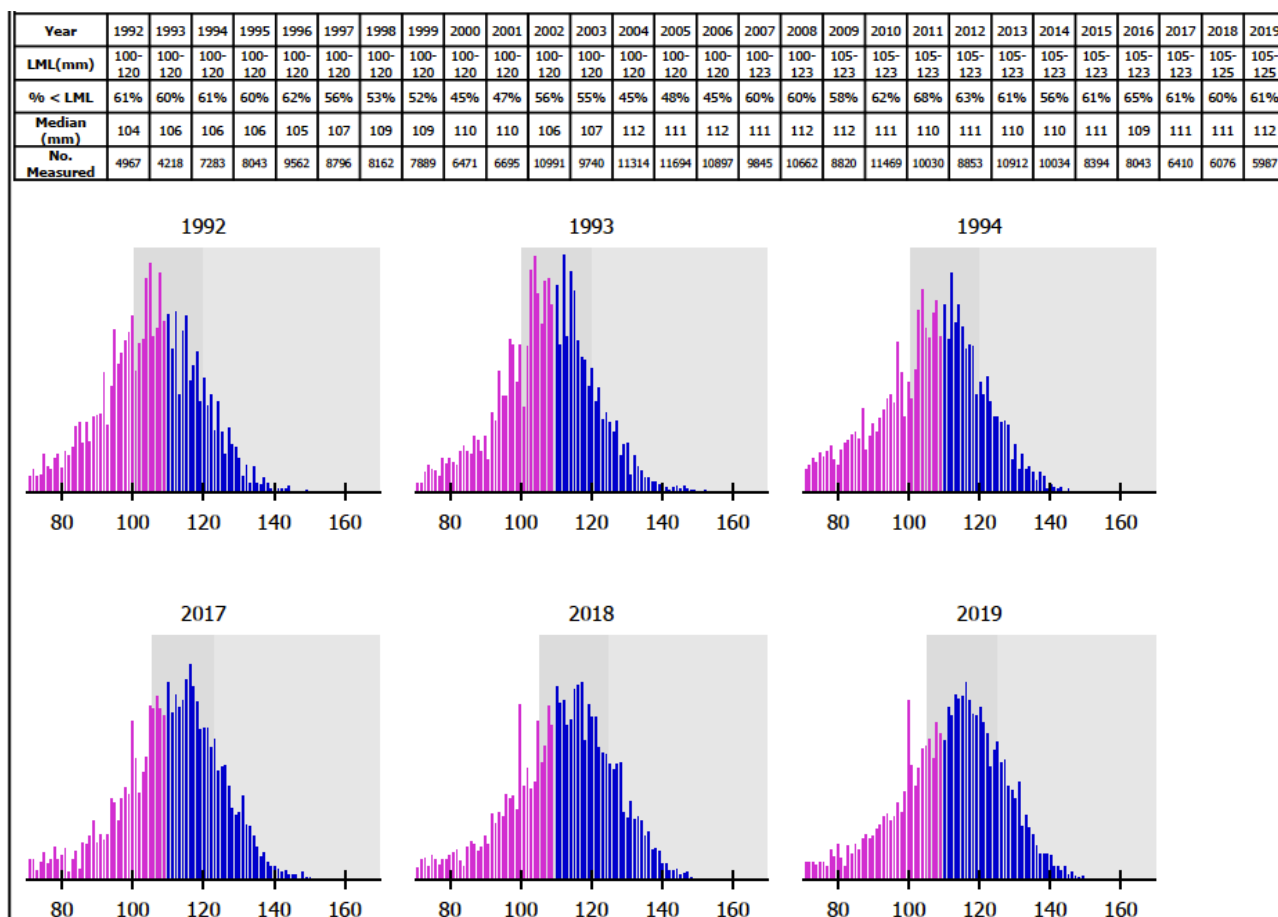 Year 1992 1993 1994 1995 1996 1997 1998 1999 2000 2001 2002 2003 2004 2005 2006 2007 2008 2009 2010 2011 2012 2013 2014 2015 2016 2017 2018 2019
LML(mm) 100-120 100-120 100-120 100-120 100-120 100-120 100-120 100-120 100-120 100-120 100-120 100-120 100-120 100-120 100-120 100-123 100-123 105-123 105-123 105-123 105-123 105-123 105-123 105-123 105-123 105-123 105-125 105-125
% < LML 61% 60% 61% 60% 62% 56% 53% 52% 45% 47% 56% 55% 45% 48% 45% 60% 60% 58% 62% 68% 63% 61% 56% 61% 65% 61% 60% 61%
Median (mm) 104 106 106 106 105 107 109 109 110 110 106 107 112 111 112 111 112 112 111 110 111 110 110 111 109 111 111 112
No. Measured 4967 4218 7283 8043 9562 8796 8162 7889 6471 6695 10991 9740 11314 11694 10897 9845 10662 8820 11469 10030 8853 10912 10034 8394 8043 6410 6076 5987
1992 1993 1994
80 100 120 140 160 80 100 120 140 160 80 100 120 140 160
2017 2018 2019
80 100 120 140 160 80 100 120 140 160 80 100 120 140 160